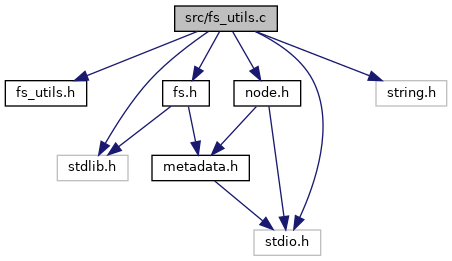 src/fs_utils.c
fs_utils.h
fs.h
node.h
string.h
stdlib.h
metadata.h
stdio.h